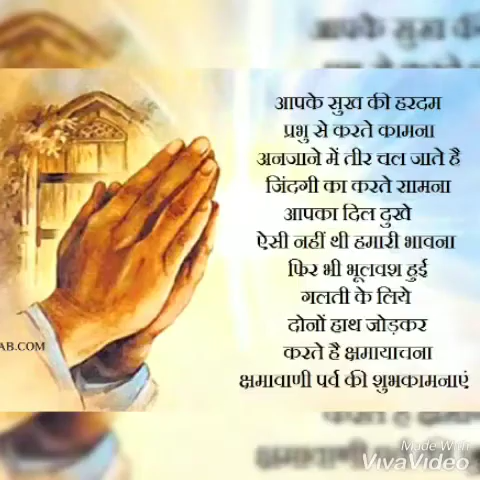 आपके सुख की हरदम
प्रभु से करते कामना
अनजाने में तीर चल जाते है
जिंदगी का करते सामना
आपका दिल दुखे
ऐसी नहीं थी हमारी भावना
फिर भी भूलवश हुई
गलती के लिये
दोनों हाथ जोड़कर
करते है क्षमायाचना
क्षमावाणी पर्व की शुभकामनाएं
AB.COM
Made With
VivaVideo